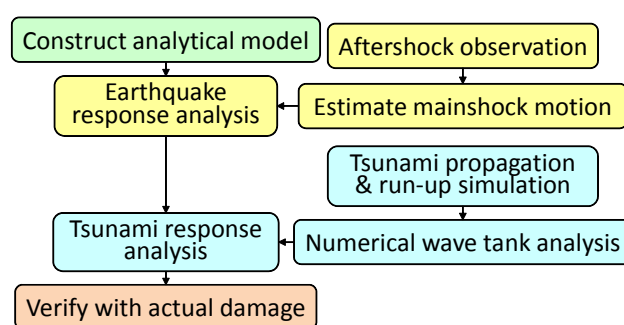 Construct analytical model
Aftershock observation
Earthquake
response analysis
Estimate mainshock motion
Tsunami propagation
& run-up simulation
Tsunami response
analysis
Numerical wave tank analysis
Verify with actual damage